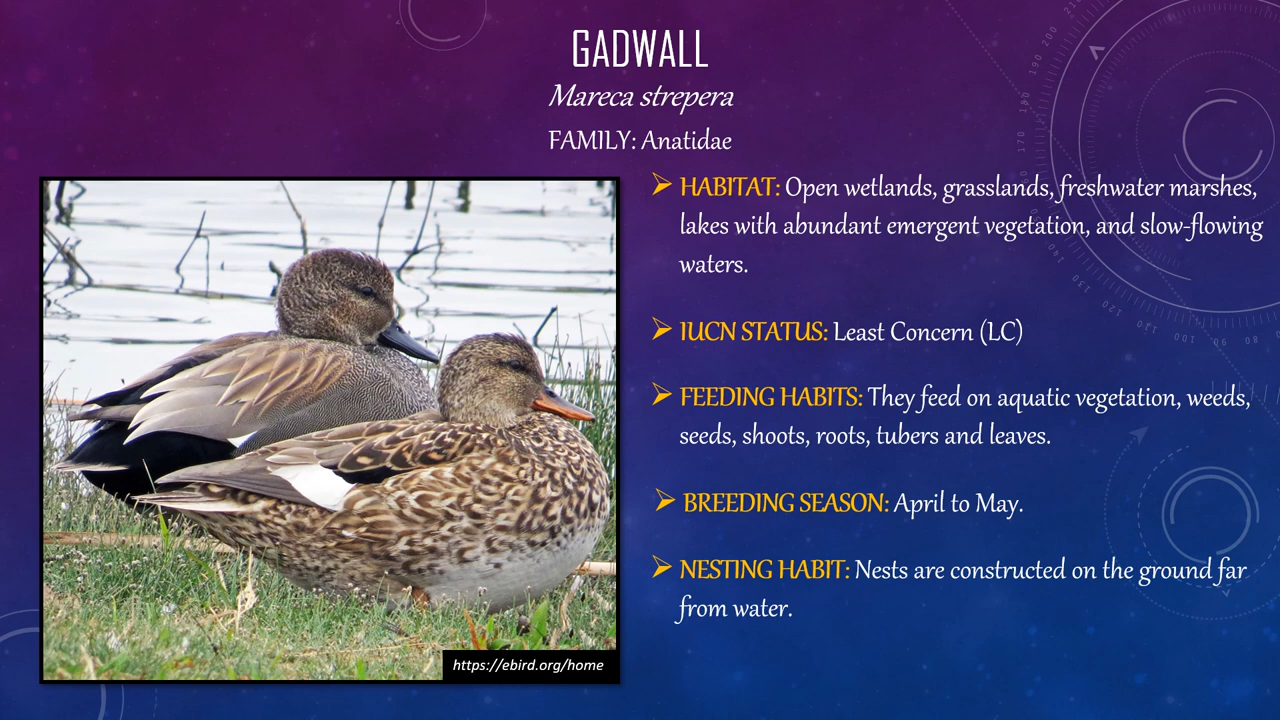 GADWALL
Mareca strepera
FAMILY: Anatidae
HABITAT: Open wetlands, grasslands, freshwater marshes,
lakes with abundant emergent vegetation, and slow-flowing
waters.
IUCN STATUS: Least Concern (LC)
FEEDING HABITS: They feed on aquatic vegetation, weeds,
seeds, shoots, roots, tubers and leaves.
BREEDING SEASON: April to May.
NESTING HABIT: Nests are constructed on the ground far
from water.
https://ebird.org/home